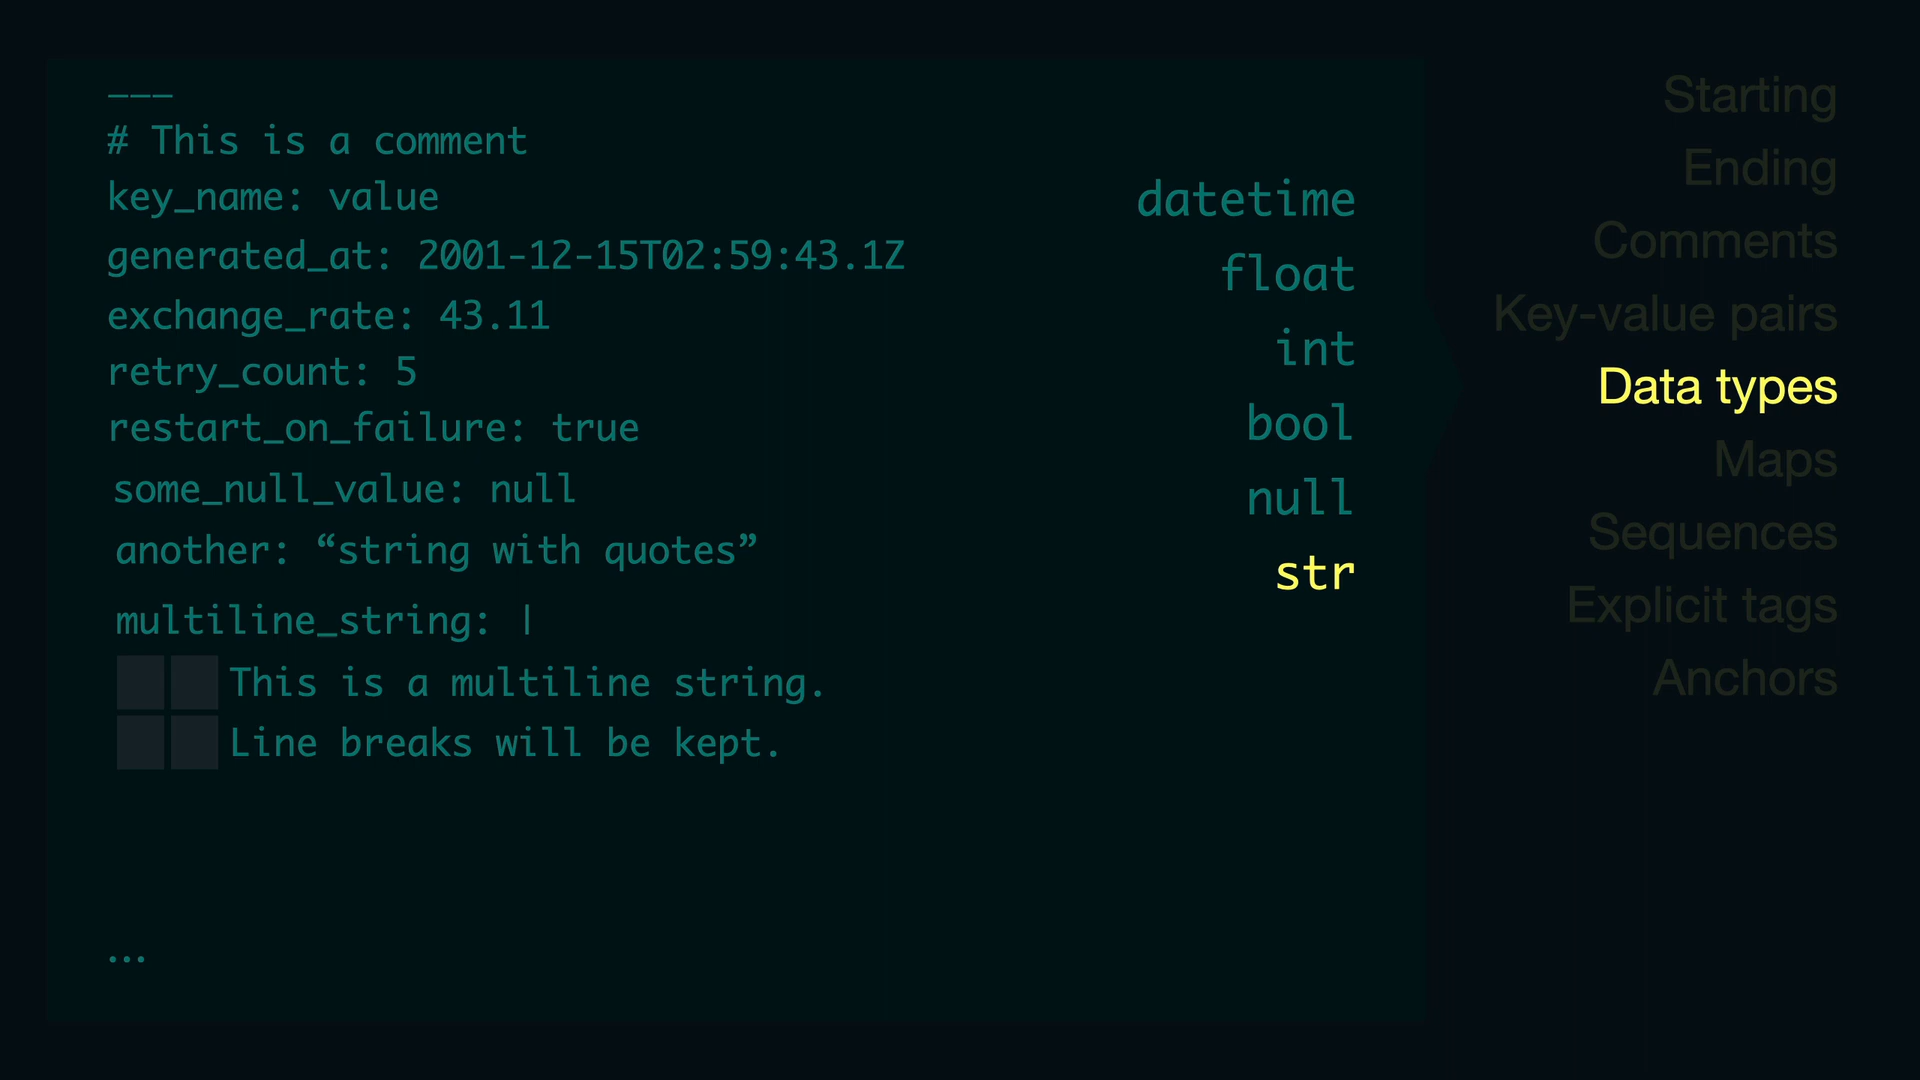 ---
# This is a comment
key_name: value
generated_at: 2001-12-15T02:59:43.1Z
exchange_rate: 43.11
retry_count: 5
restart_on_failure: true
some_null_value: null
another: “string with quotes”
multiline_string: |
This is a multiline string.
Line breaks will be kept.
...
datetime
float
int
bool
null
str
Starting
Ending
Comments
Key-value pairs
Data types
Maps
Sequences
Explicit tags
Anchors